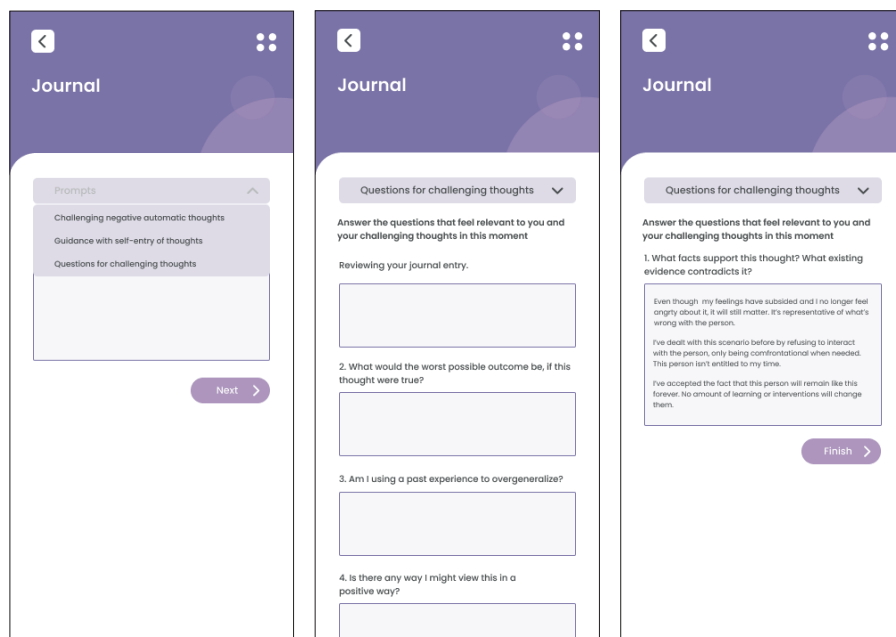 Journal
Prompts
Challenging negative automatic thoughts
Guidance with self-entry of thoughts
Questions for challenging thoughts
Next
Journal
Questions for challenging thoughts
Answer the questions that feel relevant to you and
your challenging thoughts in this moment
Reviewing your journal entry.
2. What would the worst possible outcome be, if this
thought were true?
3. Am I using a past experience to overgeneralize?
4. Is there any way I might view this in a
positive way?
Journal
Questions for challenging thoughts
Answer the questions that feel relevant to you and
your challenging thoughts in this moment
1. What facts support this thought? What existing
evidence contradicts it?
Even though my feelings have subsided and I no longer feel
angrty about it, it will still matter. It's representative of what's
wrong with the person.
I've dealt with this scenario before by refusing to interact
with the person, only being comfrontational when needed.
This person isn't entitled to my time.
I've accepted the fact that this person will remain like this
forever. No amount of learning or interventions will change
them.
Finish